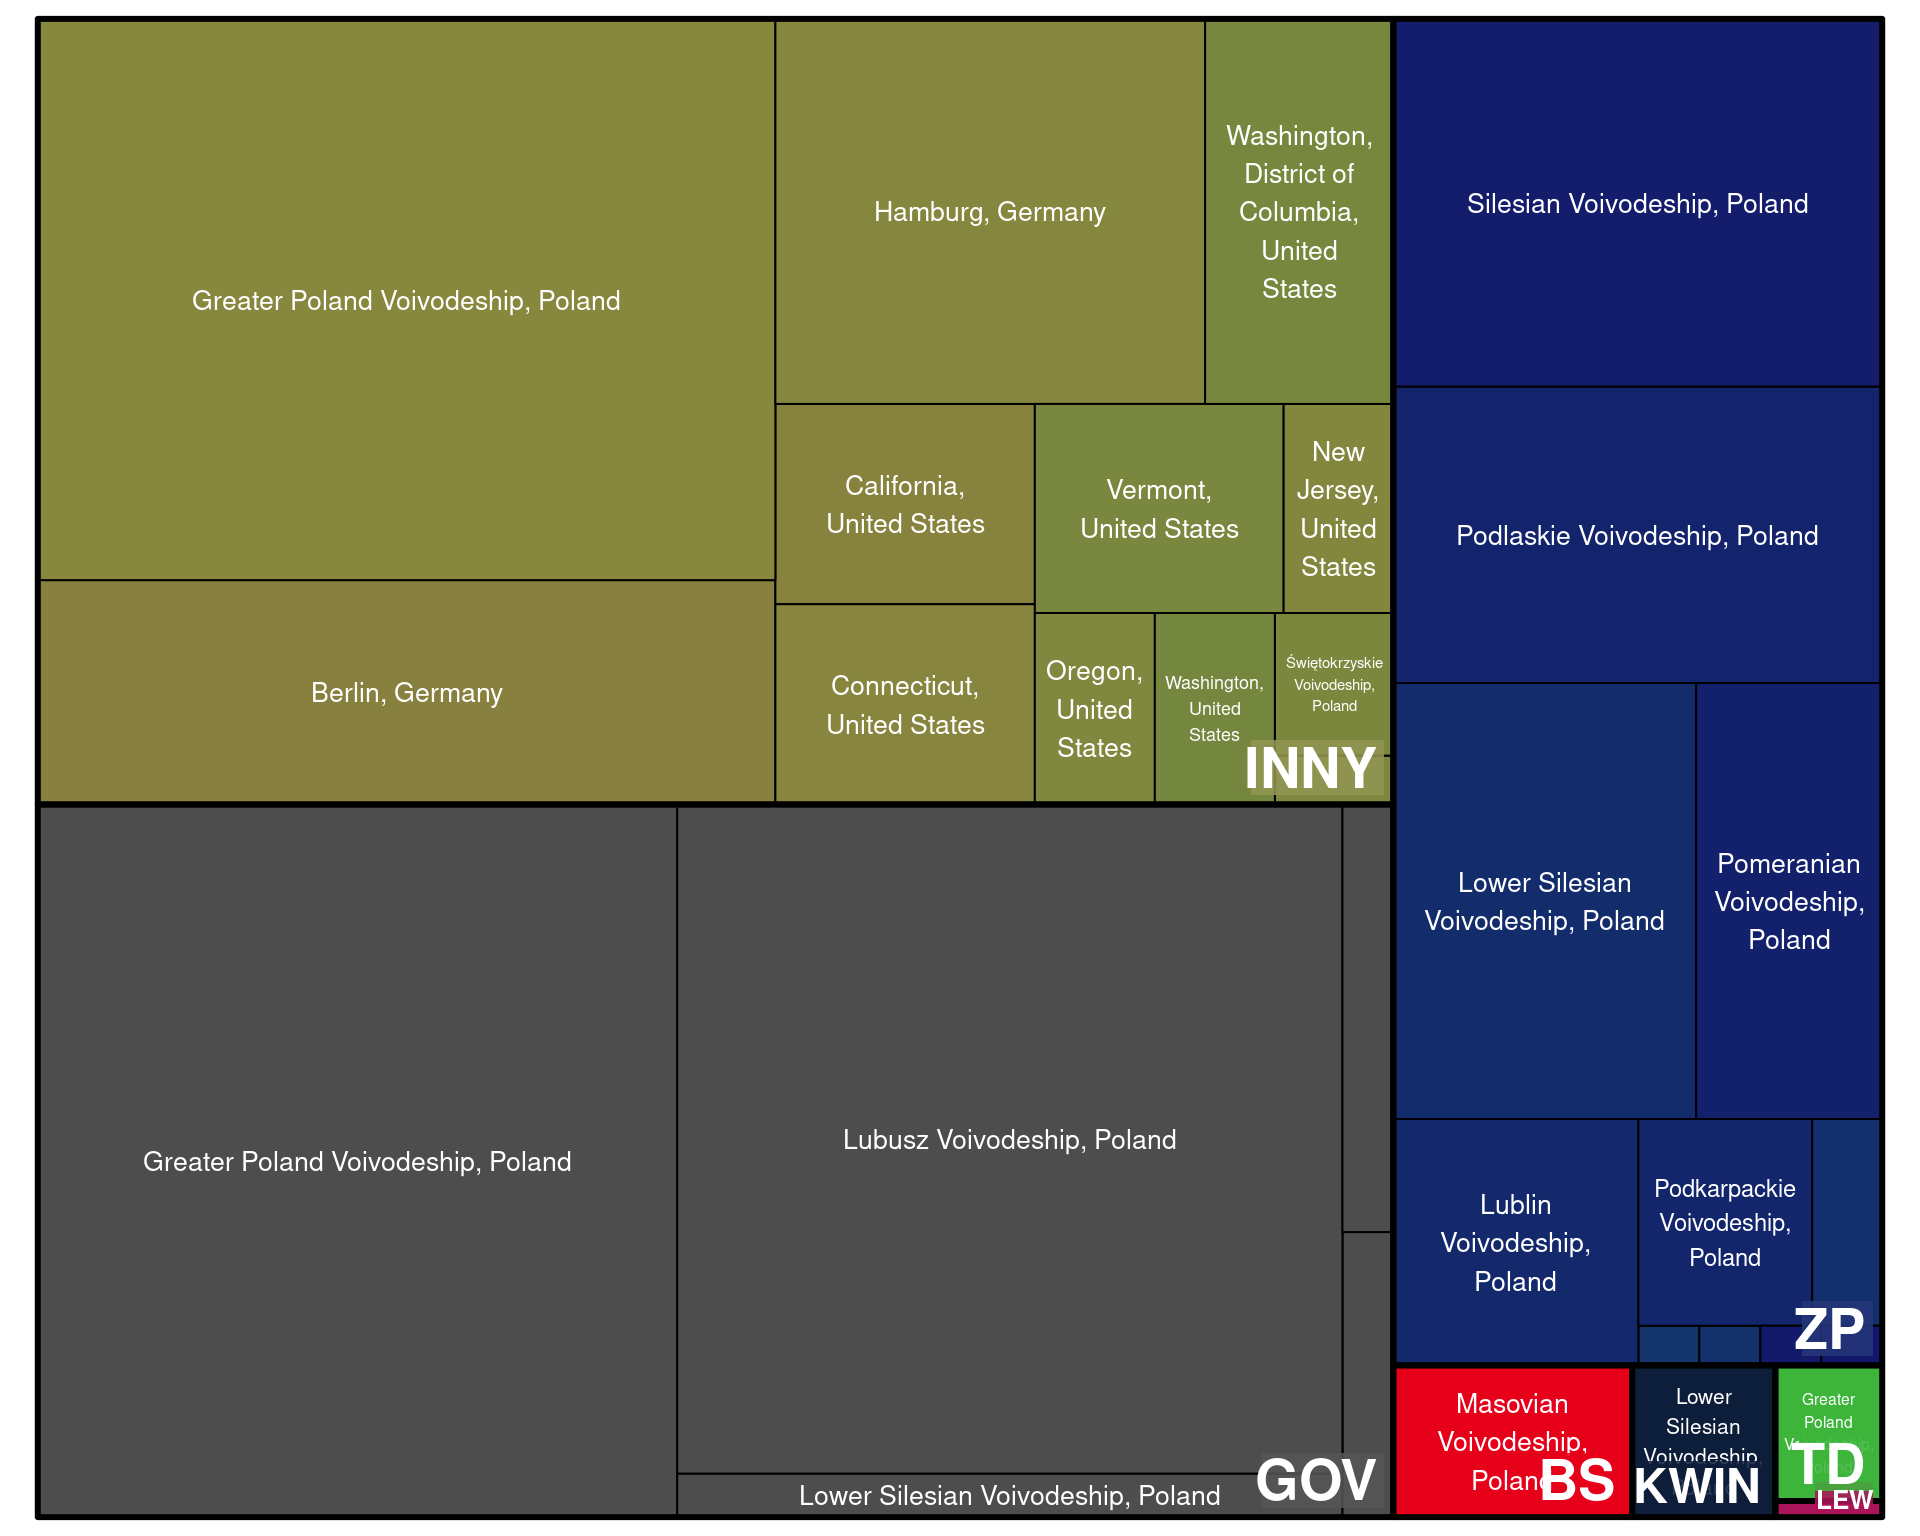 Greater Poland Voivodeship, Poland
Hamburg, Germany
Washington,
District of
Columbia,
United
States
Berlin, Germany
California,
United States
Vermont,
United States
New
Jersey,
United
States
Connecticut,
United States
Oregon,
United
States
Washington,
United
States
Świętokrzyskie
Voivodeship,
Poland
INNY
Greater Poland Voivodeship, Poland
Lubusz Voivodeship, Poland
Lower Silesian Voivodeship, Poland
GOV
Silesian Voivodeship, Poland
Podlaskie Voivodeship, Poland
Lower Silesian
Voivodeship, Poland
Pomeranian
Voivodeship,
Poland
Lublin
Voivodeship,
Poland
Podkarpackie
Voivodeship,
Poland
ZP
Masovian
Voivodeship,
Poland
BS
Lower
Silesian
Voivodeship,
KWIN
Greater
Poland
TD
LEW